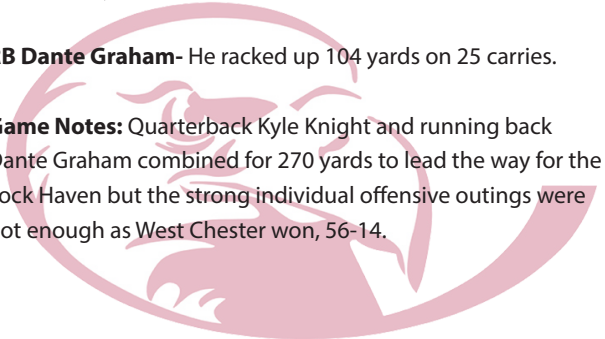 B Dante Graham- He racked up 104 yards on 25 carries.
Game Notes: Quarterback Kyle Knight and running back
Dante Graham combined for 270 yards to lead the way for the
ock Haven but the strong individual offensive outings were
ot enough as West Chester won, 56-14.